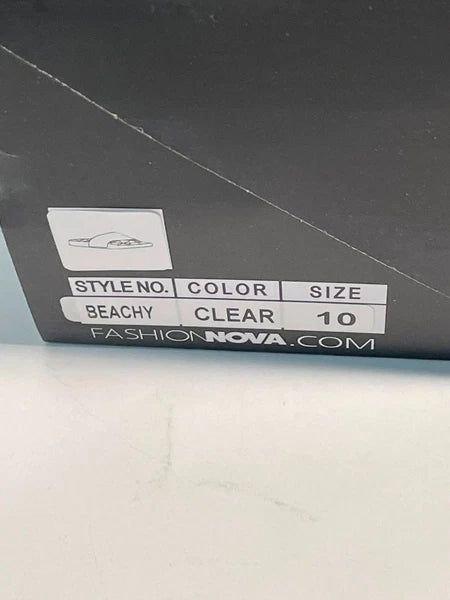 STYLE NO. COLOR SIZE
BEACHY CLEAR 10
FASHIONNOVA.COM